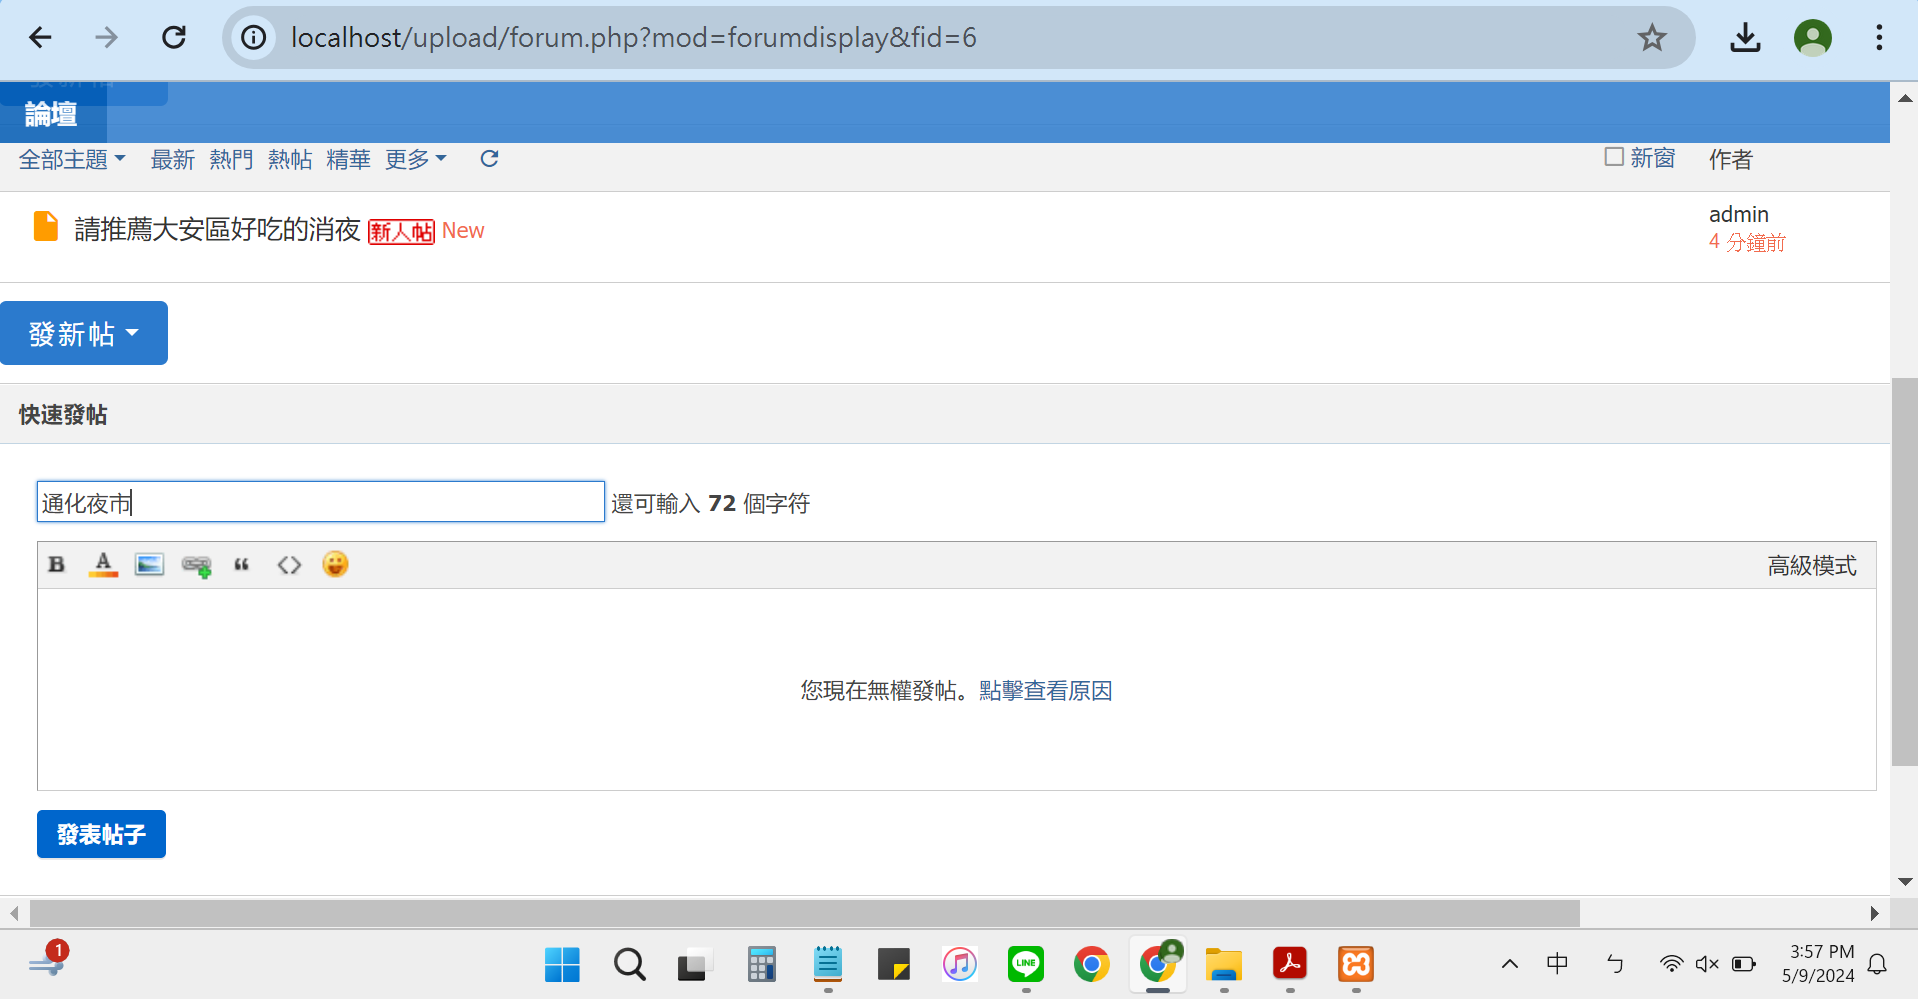 localhost/upload/forum.php?mod=forumdisplay&fid=6
論壇
全部主題 最新 熱門 熱帖 精華 更多 新窗 作者
請推薦大安區好吃的消夜 新人帖 New admin
4 分鐘前
發新帖
快速發帖
通化夜市 還可輸入 72 個字符
B A “ <> 高級模式
您現在無權發帖。點擊查看原因
發表帖子
1
LINE
中 ㄅ 3:57 PM
5/9/2024